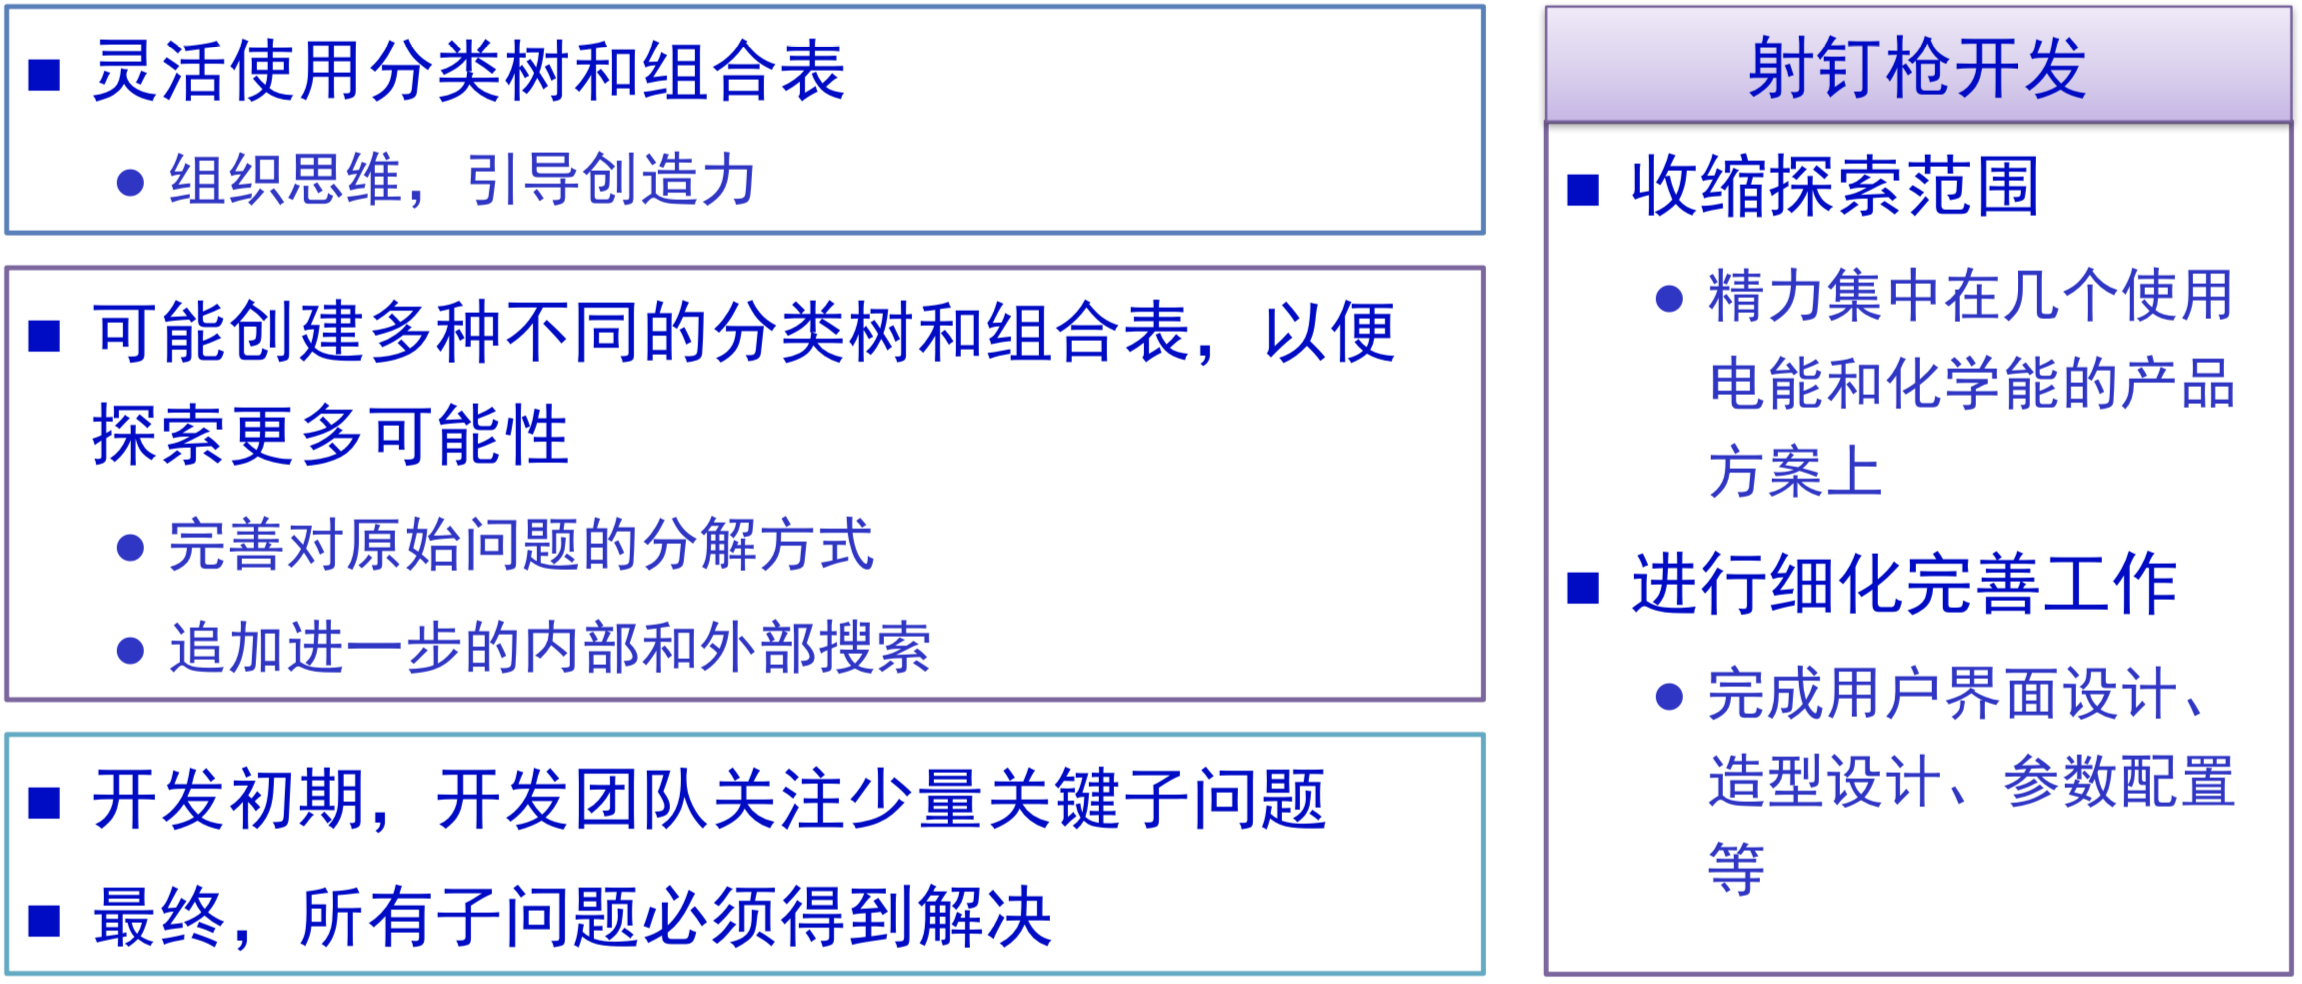 灵活使用分类树和组合表
组织思维，引导创造力
可能创建多种不同的分类树和组合表，以便
探索更多可能性
完善对原始问题的分解方式
追加进一步的内部和外部搜索
开发初期，开发团队关注少量关键子问题
最终，所有子问题必须得到解决
射钉枪开发
收缩探索范围
精力集中在几个使用
电能和化学能的产品
方案上
进行细化完善工作
完成用户界面设计、
造型设计、参数配置
等